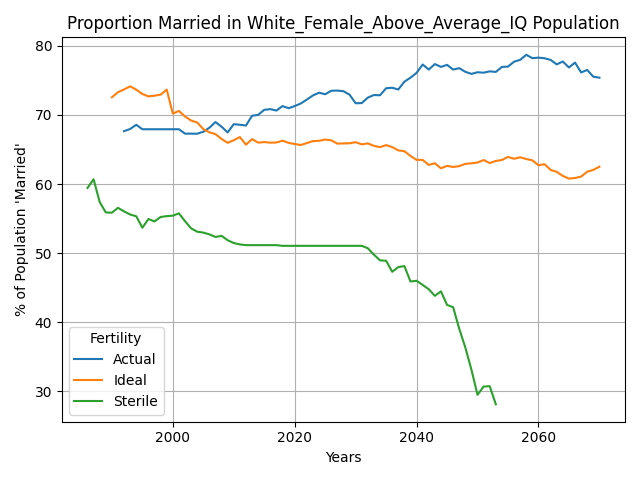 Proportion Married in White_Female_Above_Average_IQ Population
% of Population 'Married'
80
70
60
50
40
30
Fertility
Actual
Ideal
Sterile
2000 2020 2040 2060
Years